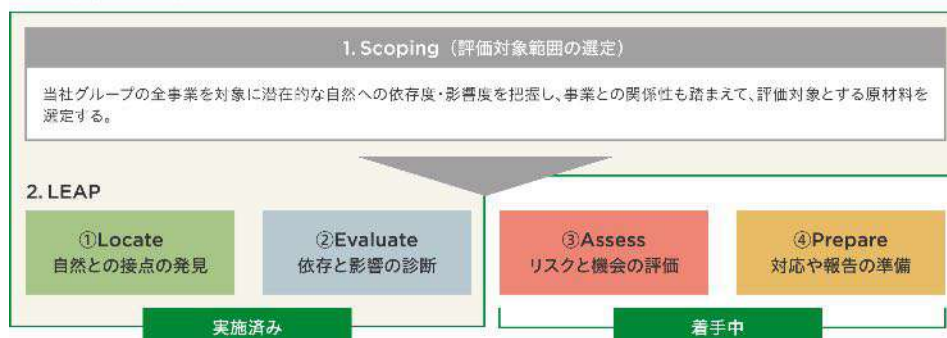 1. Scoping（評価対象範囲の選定）
当社グループの全事業を対象に潜在的な自然への依存度・影響度を把握し、事業との関係性も踏まえて、評価対象とする原材料を
選定する。
2. LEAP
①Locate
自然との接点の発見
②Evaluate
依存と影響の診断
③Assess
リスクと機会の評価
④Prepare
対応や報告の準備
実施済み
着手中